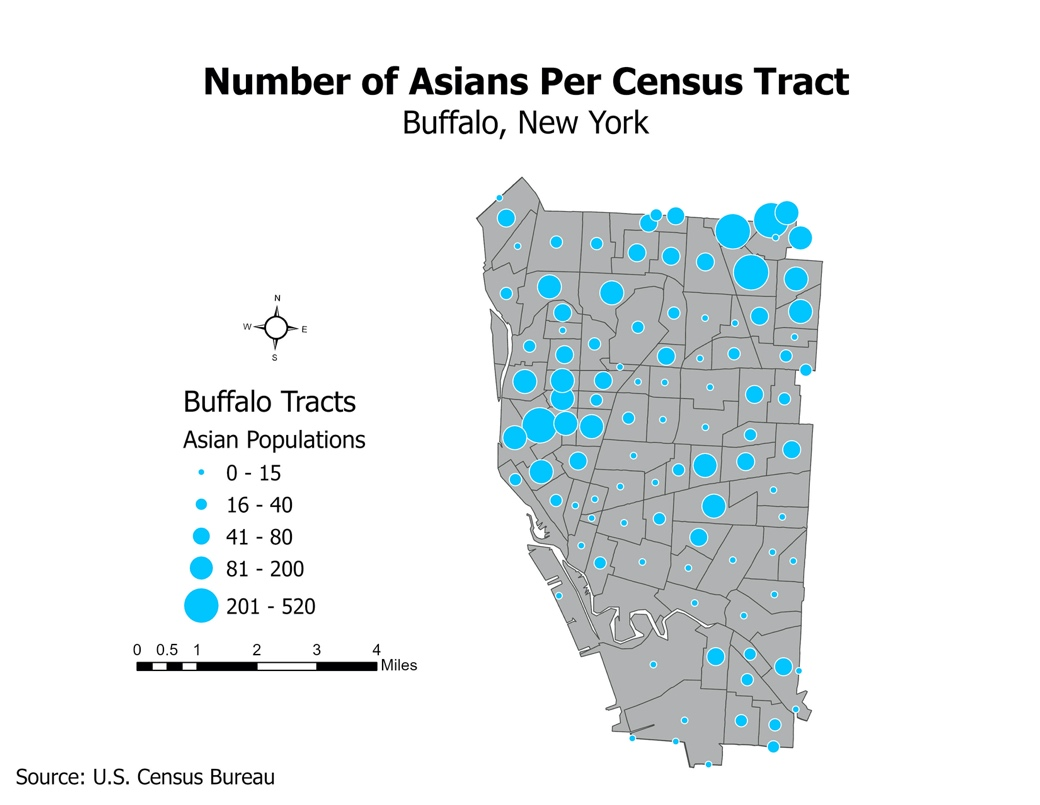 Number of Asians Per Census Tract
Buffalo, New York
N
W E
S
Buffalo Tracts
Asian Populations
0 - 15
16 - 40
41 - 80
81 - 200
201 - 520
0 0.5 1 2 3 4
Miles
Source: U.S. Census Bureau